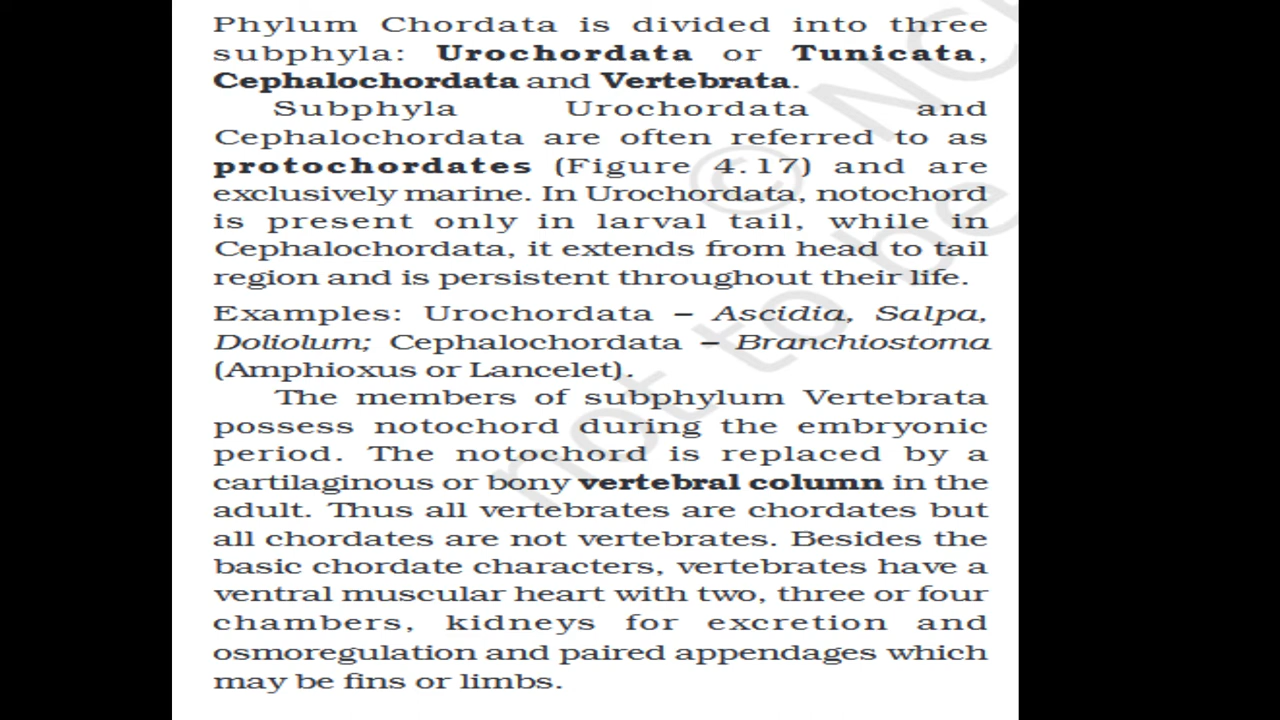 Phylum Chordata is divided into three
subphyla: Urochordata or Tunicata,
Cephalochordata and Vertebrata.
Subphyla Urochordata and
Cephalochordata are often referred to as
protochordates (Figure 4.17) and are
exclusively marine. In Urochordata, notochord
is present only in larval tail, while in
Cephalochordata, it extends from head to tail
region and is persistent throughout their life.
Examples: Urochordata – Ascidia, Salpa,
Doliolum; Cephalochordata – Branchiostoma
(Amphioxus or Lancelet).
The members of subphylum Vertebrata
possess notochord during the embryonic
period. The notochord is replaced by a
cartilaginous or bony vertebral column in the
adult. Thus all vertebrates are chordates but
all chordates are not vertebrates. Besides the
basic chordate characters, vertebrates have a
ventral muscular heart with two, three or four
chambers, kidneys for excretion and
osmoregulation and paired appendages which
may be fins or limbs.
© NC
not to be